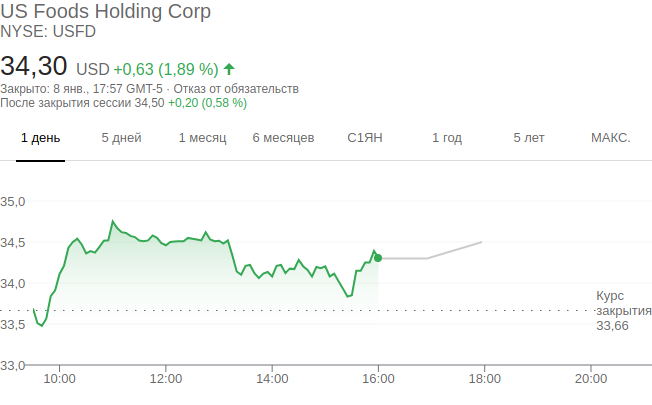 US Foods Holding Corp
NYSE: USFD
34,30 USD +0,63 (1,89 %)
Закрыто: 8 янв., 17:57 GMT-5 · Отказ от обязательств
После закрытия сессии 34,50 +0,20 (0,58 %)
1 день 5 дней 1 месяц 6 месяцев С1ЯН 1 год 5 лет МАКС.
35,0
34,5
34,0
Курс
закрытия
33,5
33,66
33,0
10:00 12:00 14:00 16:00 18:00 20:00